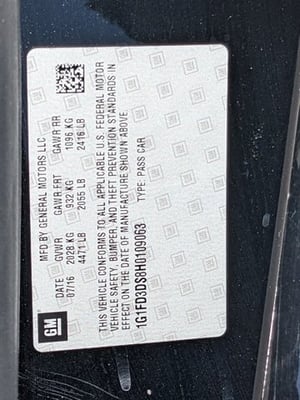 GM
MFD BY GENERAL MOTORS LLC
DATE GVWR GAWR FRT GAWR RR
07/16 2028 KG 932 KG 1096 KG
4471 LB 2055 LB 2416 LB
THIS VEHICLE CONFORMS TO ALL APPLICABLE U.S. FEDERAL MOTOR
VEHICLE SAFETY, BUMPER, AND THEFT PREVENTION STANDARDS IN
EFFECT ON THE DATE OF MANUFACTURE SHOWN ABOVE
1G1FD3DS8H0109063 TYPE: PASS CAR